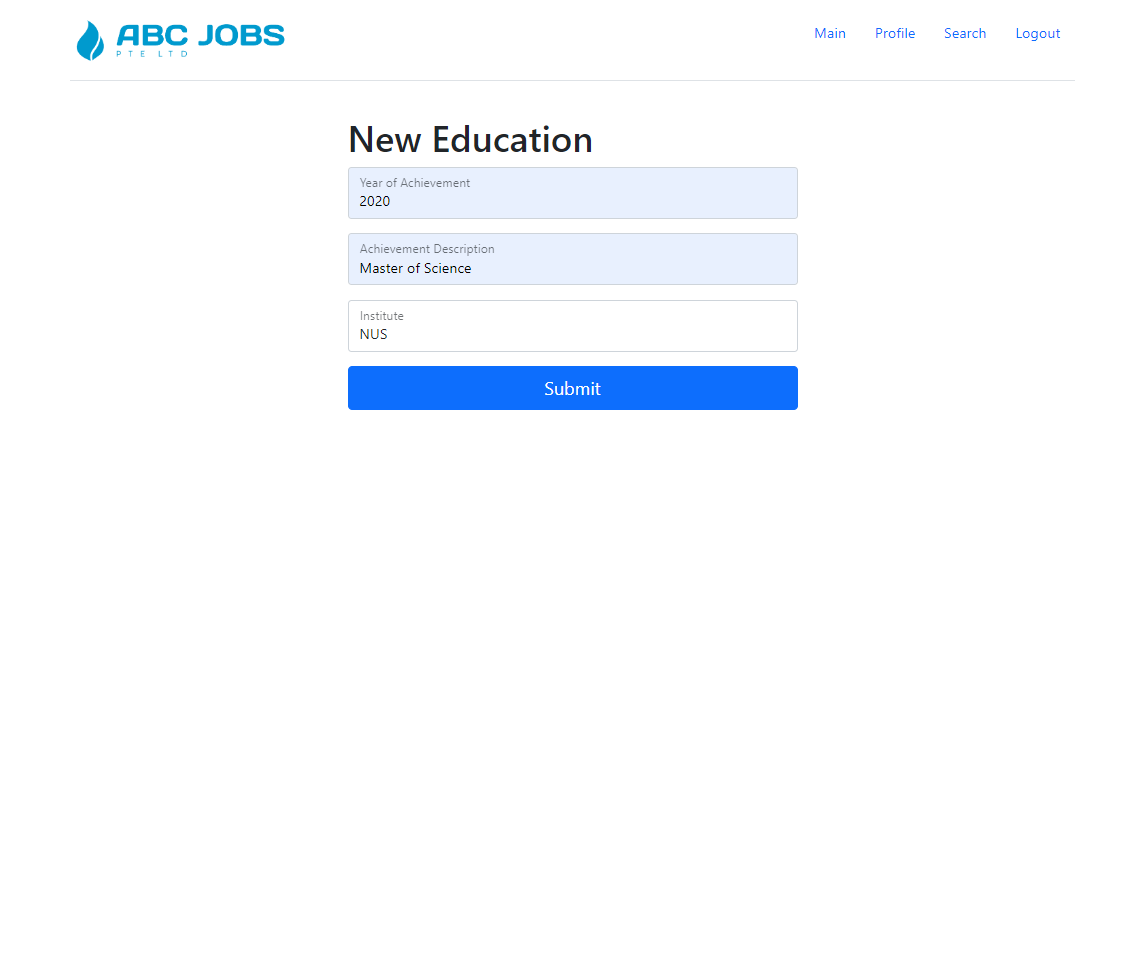 ABC JOBS
PTE LTD
Main Profile Search Logout
New Education
Year of Achievement
2020
Achievement Description
Master of Science
Institute
NUS
Submit